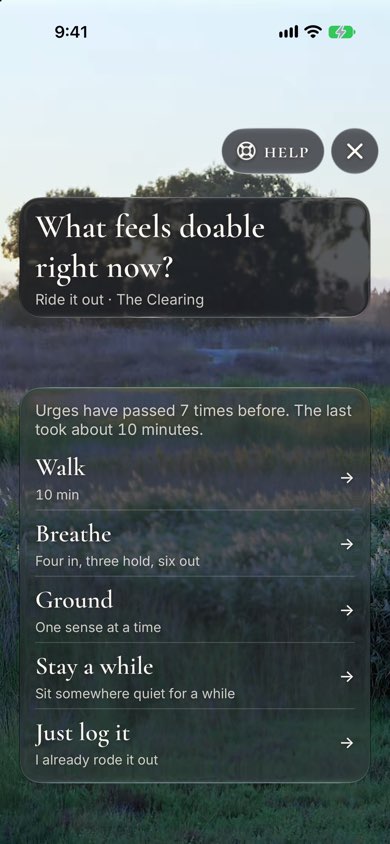 9:41
HELP
What feels doable
right now?
Ride it out · The Clearing
Urges have passed 7 times before. The last
took about 10 minutes.
Walk
10 min
Breathe
Four in, three hold, six out
Ground
One sense at a time
Stay a while
Sit somewhere quiet for a while
Just log it
I already rode it out